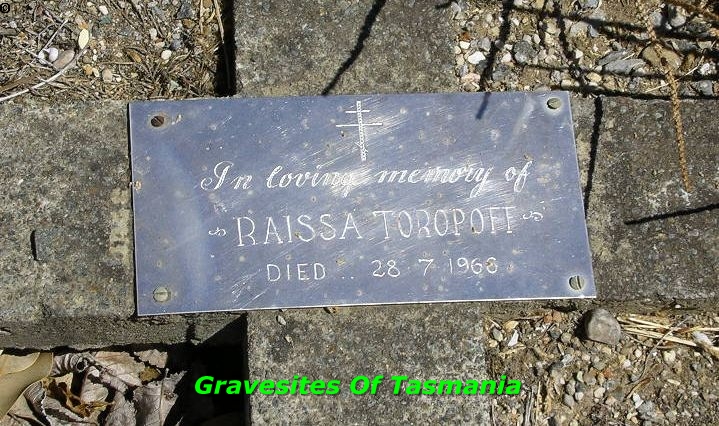 In loving memory of
RAISSA TOROPOFF
DIED .. 28 7 1968
Gravesites Of Tasmania